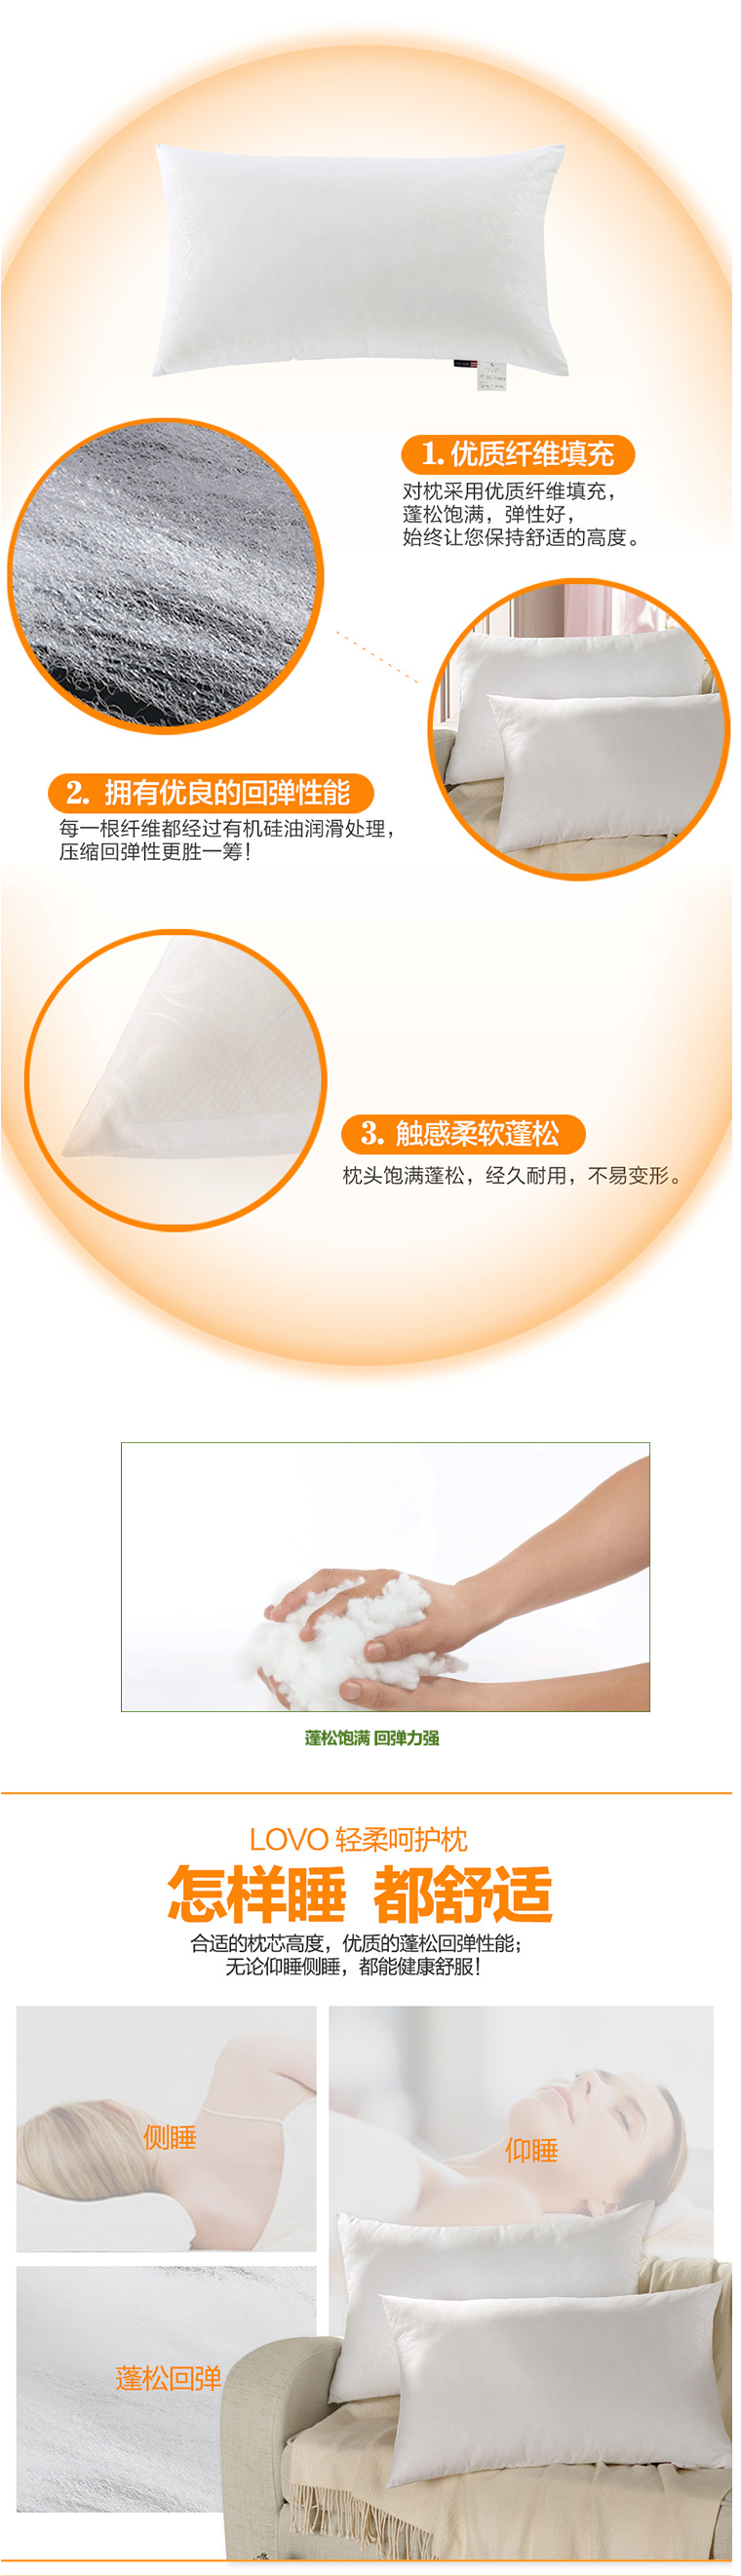 1. 优质纤维填充
对枕采用优质纤维填充，
蓬松饱满，弹性好，
始终让您保持舒适的高度。
2. 拥有优良的回弹性能
每一根纤维都经过有机硅油润滑处理，
压缩回弹性更胜一筹！
3. 触感柔软蓬松
枕头饱满蓬松，经久耐用，不易变形。
蓬松饱满 回弹力强
LOVO 轻柔呵护枕
怎样睡 都舒适
合适的枕芯高度，优质的蓬松回弹性能；
无论仰睡侧睡，都能健康舒服！
侧睡
仰睡
蓬松回弹